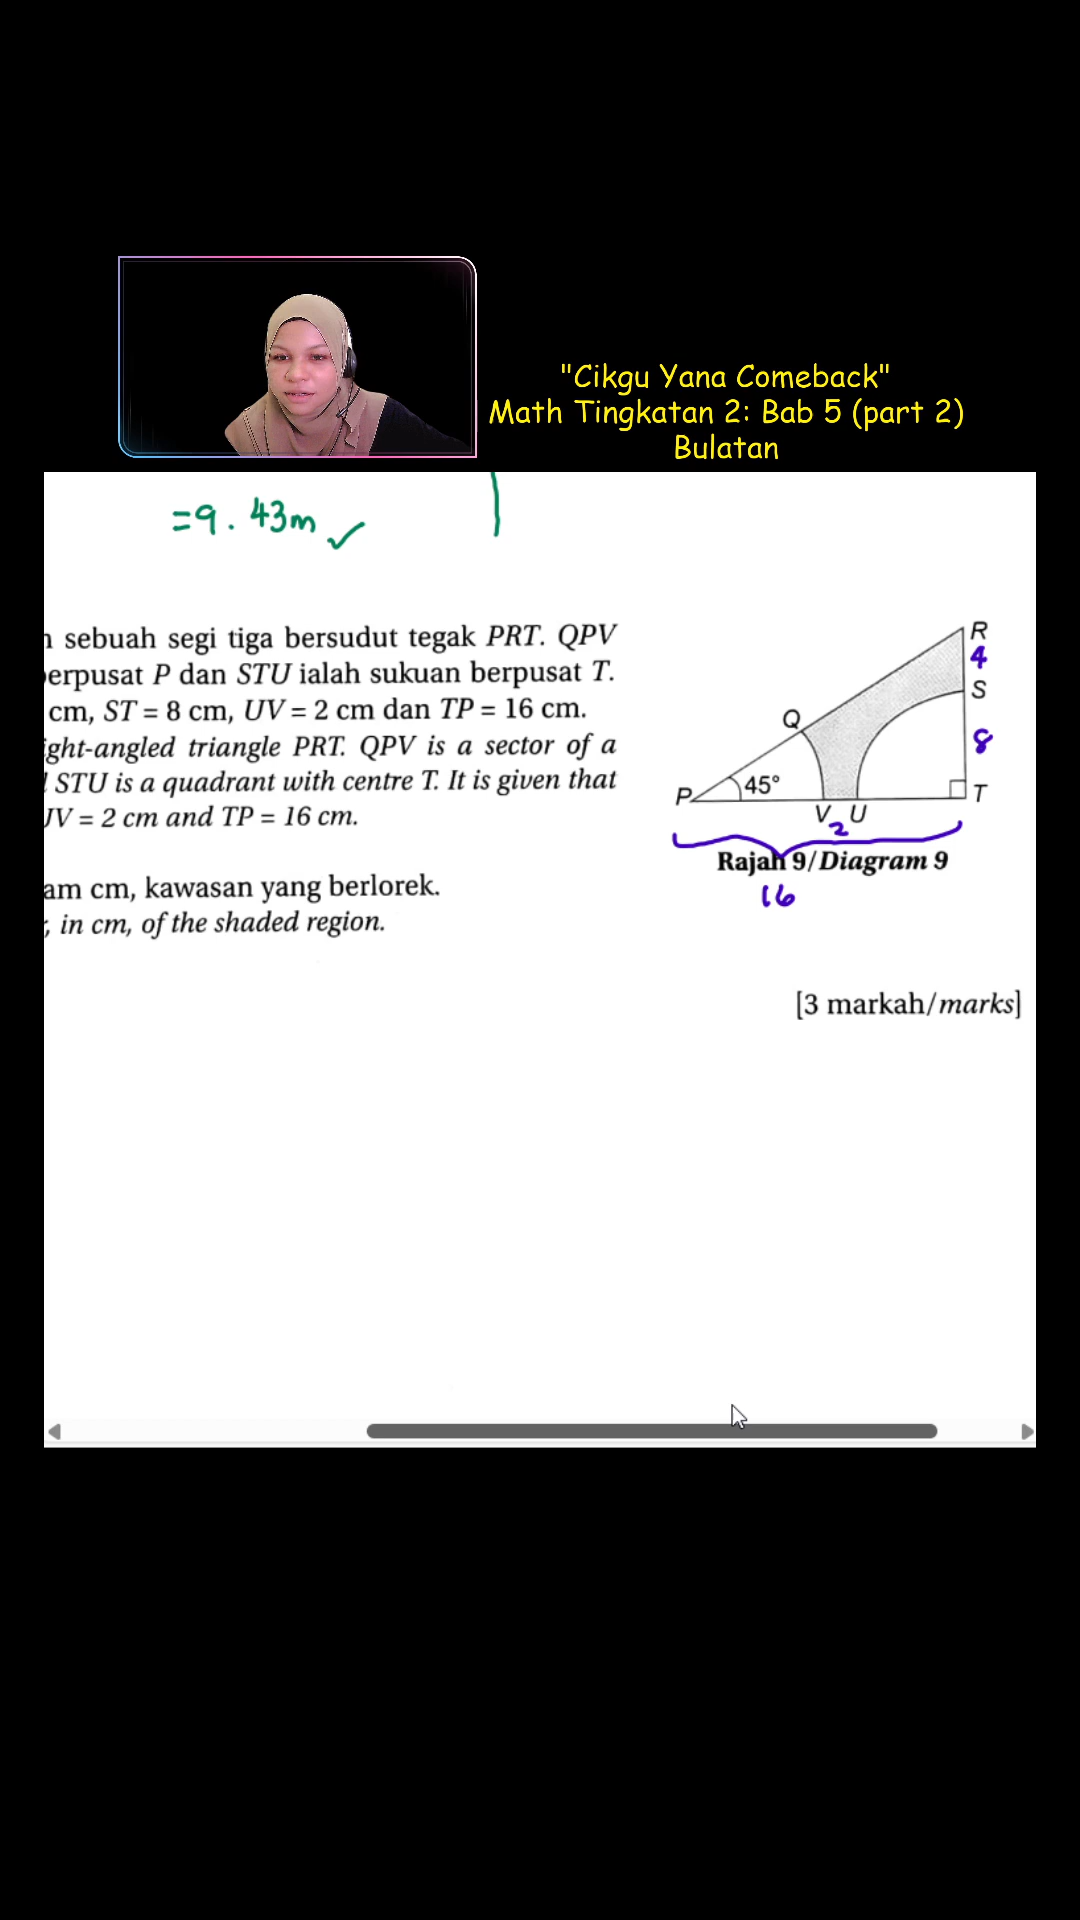 "Cikgu Yana Comeback"
Math Tingkatan 2: Bab 5 (part 2)
Bulatan
=9.43m ✓
sebuah segi tiga bersudut tegak PRT. QPV
erpusat P dan STU ialah sukuan berpusat T.
cm, ST = 8 cm, UV = 2 cm dan TP = 16 cm.
ght-angled triangle PRT. QPV is a sector of a
STU is a quadrant with centre T. It is given that
V = 2 cm and TP = 16 cm.
am cm, kawasan yang berlorek.
, in cm, of the shaded region.
R
4
S
Q
8
45°
P
T
V U
2
Rajah 9/Diagram 9
16
[3 markah/marks]